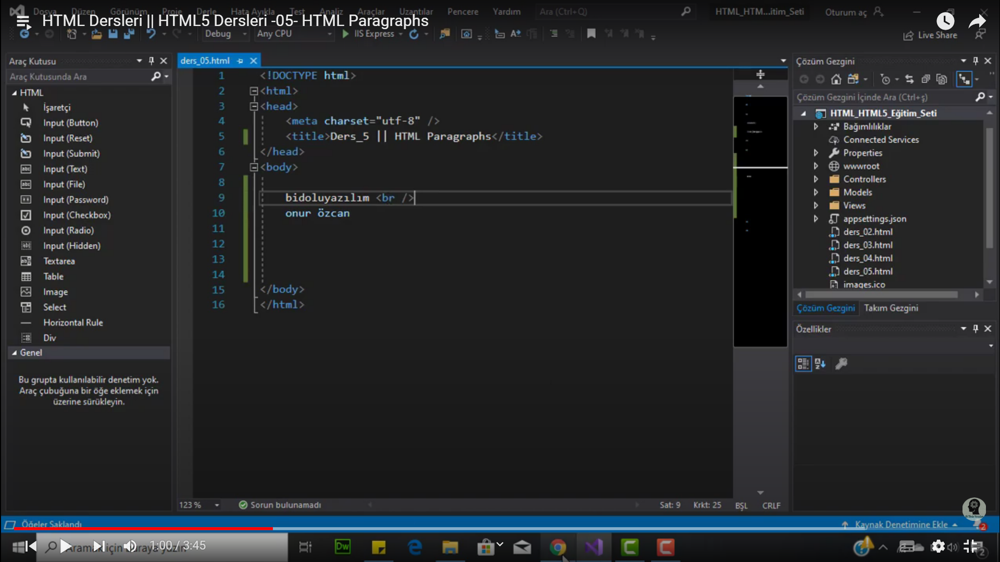 Dosya Düzen Görünüm Proje Derle Hata Ayıkla Test Analiz Araçlar Uzantılar Pencere Yardım Ara (Ctrl+Q) HTML_HTM...itim_Seti Oturum aç
HTML Dersleri || HTML5 Dersleri -05- HTML Paragraphs
Debug Any CPU IIS Express Live Share
Araç Kutusu
Araç Kutusunda Ara
HTML
İşaretçi
Input (Button)
Input (Reset)
Input (Submit)
Input (Text)
Input (File)
Input (Password)
Input (Checkbox)
Input (Radio)
Input (Hidden)
Textarea
Table
Image
Select
Horizontal Rule
Div
Genel
Bu grupta kullanılabilir denetim yok.
Araç çubuğuna bir öğe eklemek için
üzerine sürükleyin.
ders_05.html
1 <!DOCTYPE html>
2 <html>
3 <head>
4 <meta charset="utf-8" />
5 <title>Ders_5 || HTML Paragraphs</title>
6 </head>
7 <body>
8
9 bidoluyazılım <br />
10 onur özcan
11
12
13
14
15 </body>
16 </html>
123 % Sorun bulunamadı Sat: 9 Krkt: 25 BŞL CRLF
Çözüm Gezgini
Çözüm Gezgini İçinde Ara (Ctrl+ş)
HTML_HTML5_Eğitim_Seti
Bağımlılıklar
Connected Services
Properties
wwwroot
Controllers
Models
Views
appsettings.json
ders_02.html
ders_03.html
ders_04.html
ders_05.html
images.ico
Çözüm Gezgini Takım Gezgini
Özellikler
Öğeler Saklandı Kaynak Denetimine Ekle 2
Aramak için buraya yazın
1:00 / 3:45
Dw
2